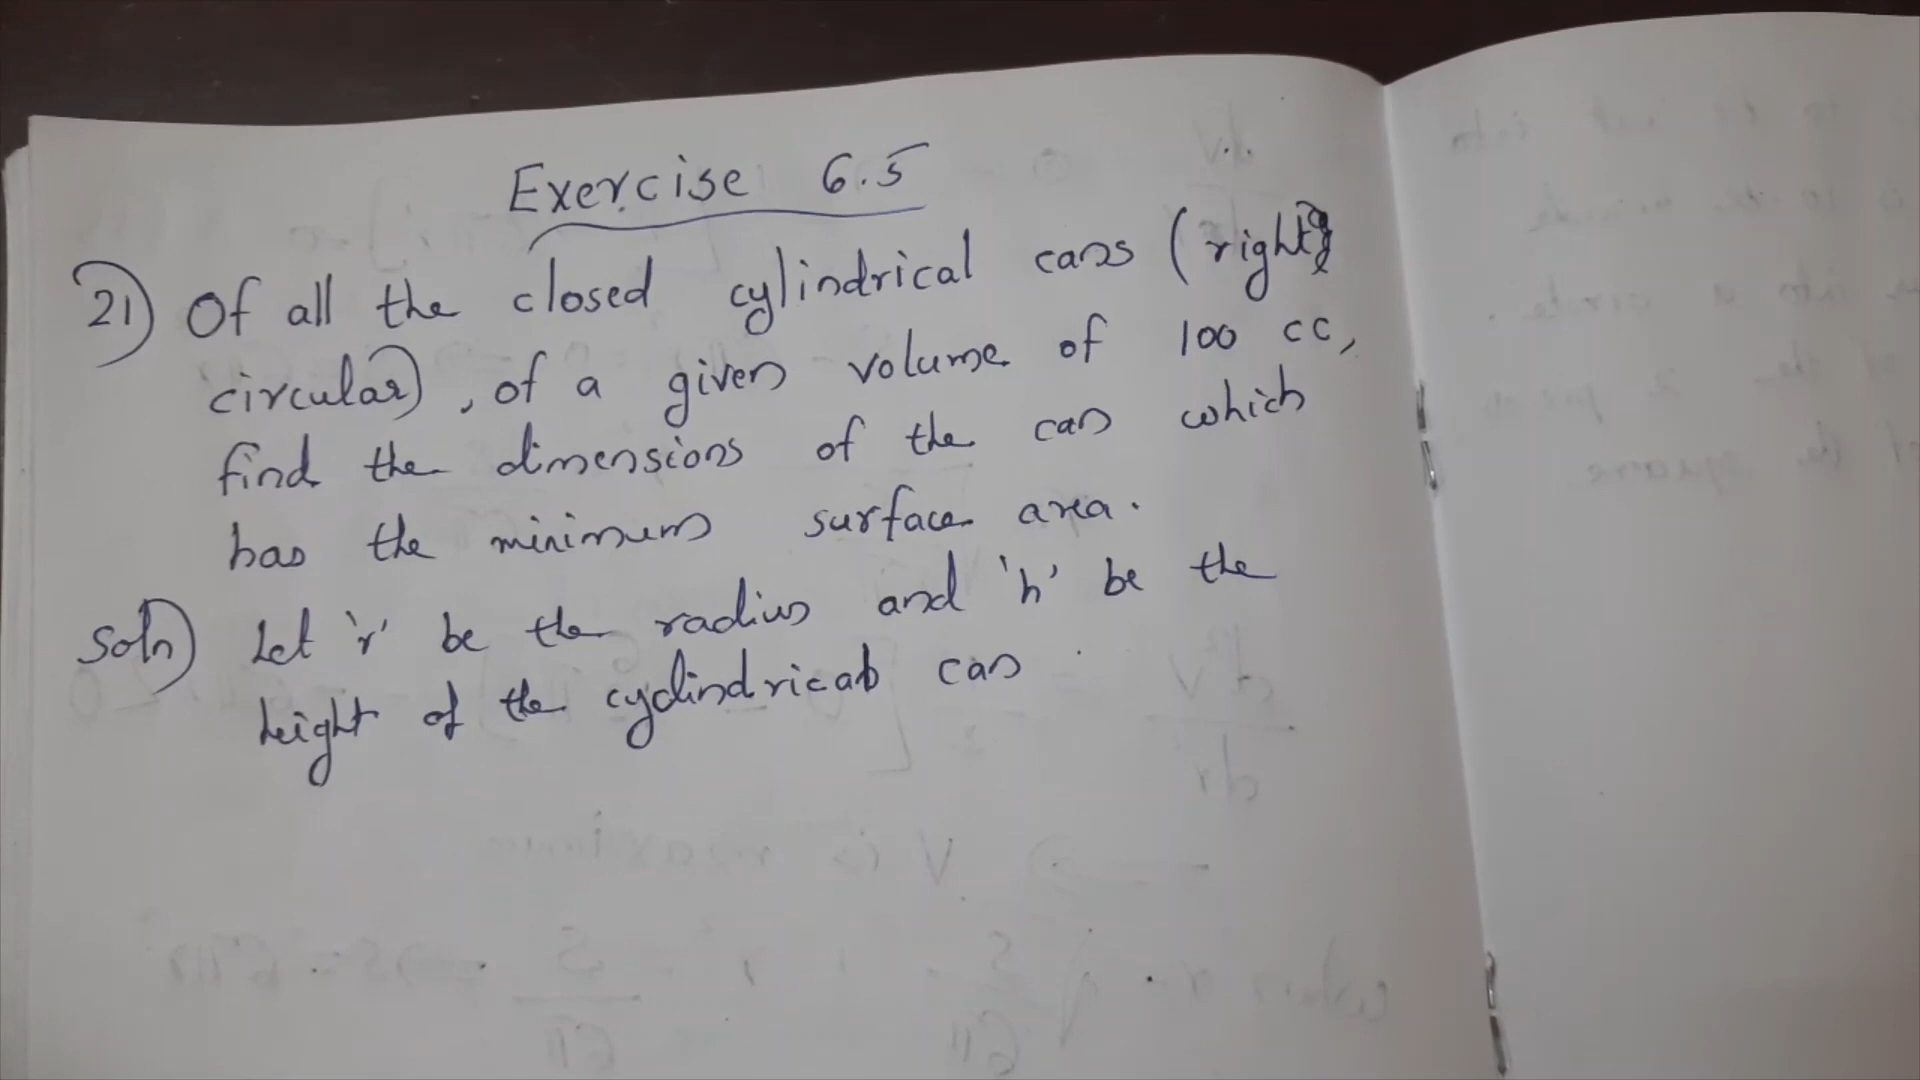 Exercise 6.5
21) Of all the closed cylindrical cans (right
circular), of a given volume of 100 cc,
find the dimensions of the can which
has the minimum surface area.
Soln) Let 'r' be the radius and 'h' be the
height of the cyclindrical can